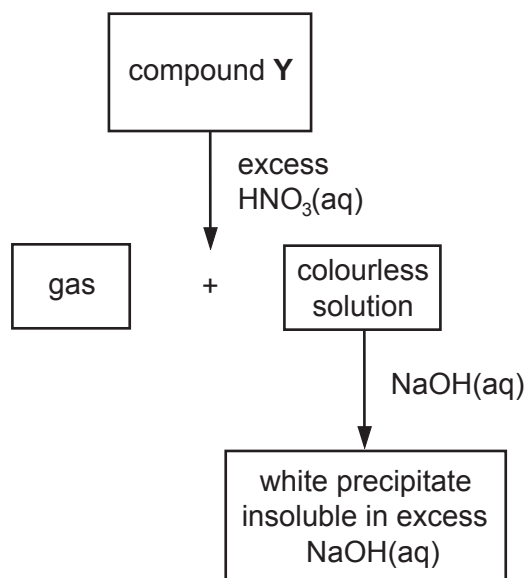 compound Y
excess
HNO₃(aq)
gas
+
colourless
solution
NaOH(aq)
white precipitate
insoluble in excess
NaOH(aq)